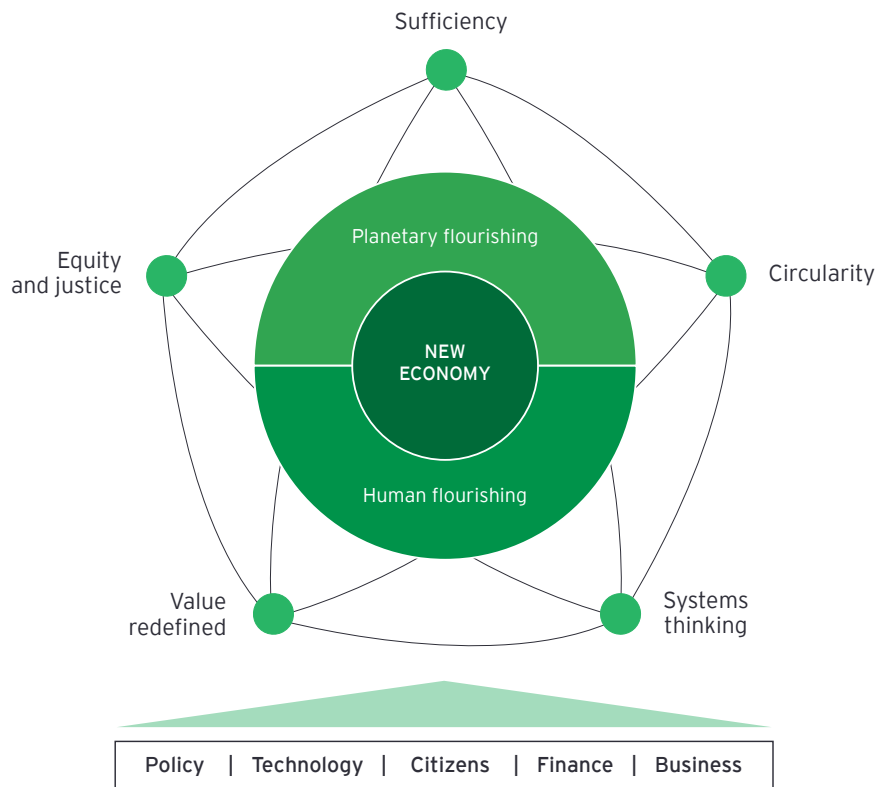 Sufficiency
Planetary flourishing
Equity
and justice
Circularity
NEW
ECONOMY
Human flourishing
Value
redefined
Systems
thinking
Policy | Technology | Citizens | Finance | Business